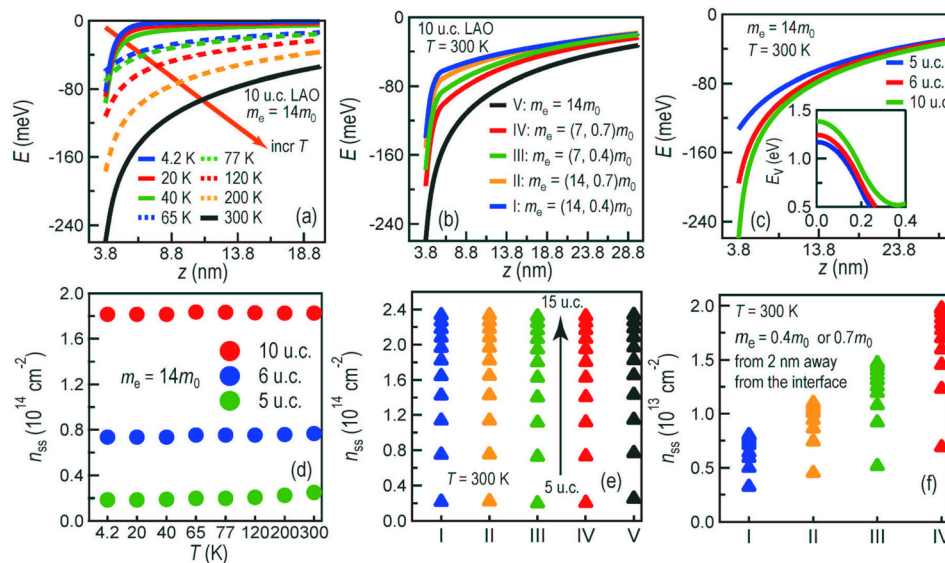 0
-80
-160
-240
E (meV)
10 u.c. LAO
mₑ = 14m₀
incr T
4.2 K
77 K
20 K
120 K
40 K
200 K
65 K
300 K
(a)
3.8 8.8 13.8 18.8
z (nm)
0
-80
-160
-240
E (meV)
10 u.c. LAO
T = 300 K
V: mₑ = 14m₀
IV: mₑ = (7, 0.7)m₀
III: mₑ = (7, 0.4)m₀
II: mₑ = (14, 0.7)m₀
I: mₑ = (14, 0.4)m₀
(b)
3.8 8.8 13.8 18.8 23.8 28.8
z (nm)
0
-80
-160
-240
E (meV)
mₑ = 14m₀
T = 300 K
5 u.c.
6 u.c.
10 u.c.
1.5
1.0
0.5
E_V (eV)
0.0 0.2 0.4
(c)
3.8 13.8 23.8
z (nm)
2.0
1.6
1.2
0.8
0.4
0.0
nss (10¹⁴ cm⁻²)
10 u.c.
6 u.c.
5 u.c.
mₑ = 14m₀
(d)
4.2 20 40 65 77 120 200 300
T (K)
2.4
2.0
1.6
1.2
0.8
0.4
0.0
nss (10¹⁴ cm⁻²)
15 u.c.
T = 300 K
5 u.c.
(e)
I II III IV V
2.0
1.5
1.0
0.5
0.0
nss (10¹³ cm⁻²)
T = 300 K
mₑ = 0.4m₀ or 0.7m₀
from 2 nm away
from the interface
(f)
I II III IV